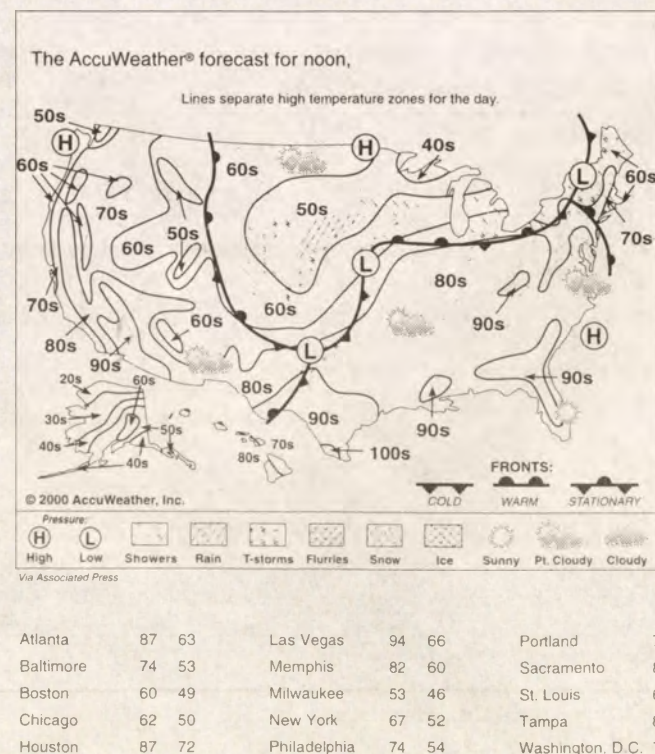 The AccuWeather® forecast for noon,
Lines separate high temperature zones for the day.
50s
H
60s
70s
60s
50s
60s
H
40s
50s
L
60s
70s
L
60s
80s
90s
H
70s
80s
90s
60s
L
80s
90s
90s
90s
100s
20s
30s
40s
60s
50s
40s
70s
80s
FRONTS:
COLD WARM STATIONARY
© 2000 AccuWeather, Inc.
Pressure:
H L
High Low Showers Rain T-storms Flurries Snow Ice Sunny Pt. Cloudy Cloudy
Via Associated Press
Atlanta 87 63 Las Vegas 94 66 Portland
Baltimore 74 53 Memphis 82 60 Sacramento
Boston 60 49 Milwaukee 53 46 St. Louis
Chicago 62 50 New York 67 52 Tampa
Houston 87 72 Philadelphia 74 54 Washington, D.C.